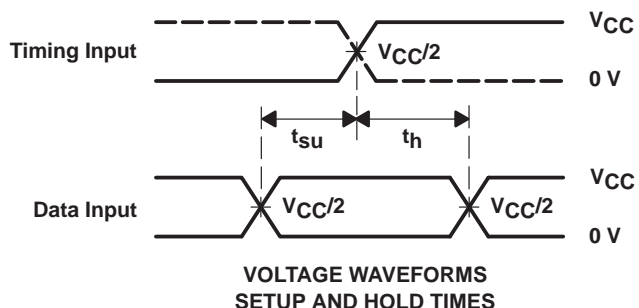 VCC
Timing Input
VCC/2
0 V
tsu
th
VCC
Data Input
VCC/2
VCC/2
0 V
VOLTAGE WAVEFORMS
SETUP AND HOLD TIMES